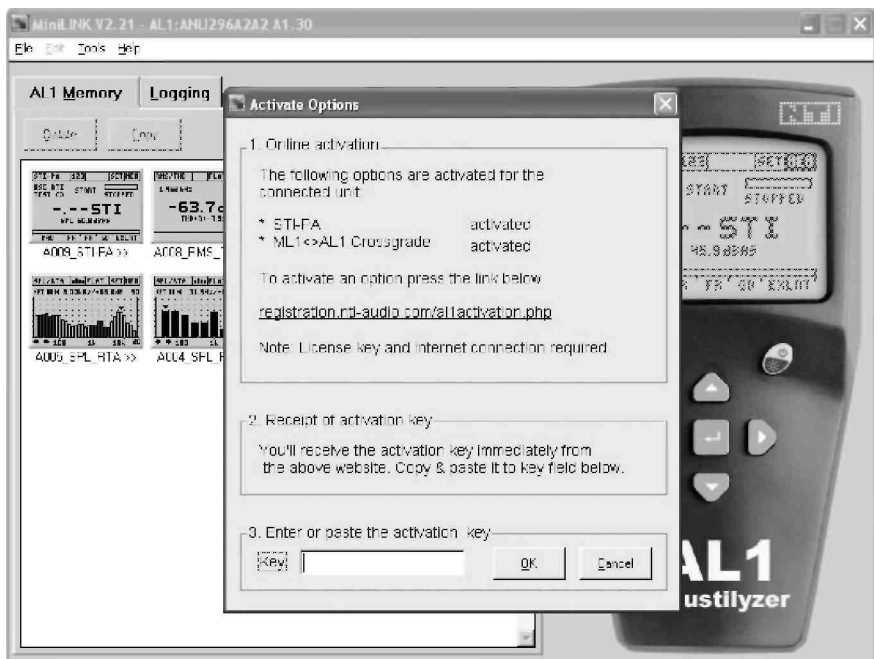 MiniLINK V2.21 - AL1;ANU296A2A2 A1.30
File Edit Tools Help
AL1 Memory
Logging
Delete
Copy
A009_STI-PA >>
A008_RMS_T
A005_SPL_RTA >>
A004_SPL_R
Activate Options
1. Online activation
The following options are activated for the
connected unit:
* STI-PA activated
* ML1<>AL1 Crossgrade activated
To activate an option press the link below
registration.nti-audio.com/al1activation.php
Note: License key and internet connection required.
2. Receipt of activation key
You'll receive the activation key immediately from
the above website. Copy & paste it to key field below.
3. Enter or paste the activation key
Key
OK
Cancel
START
STOPPED
STI
AL1
ustilyzer